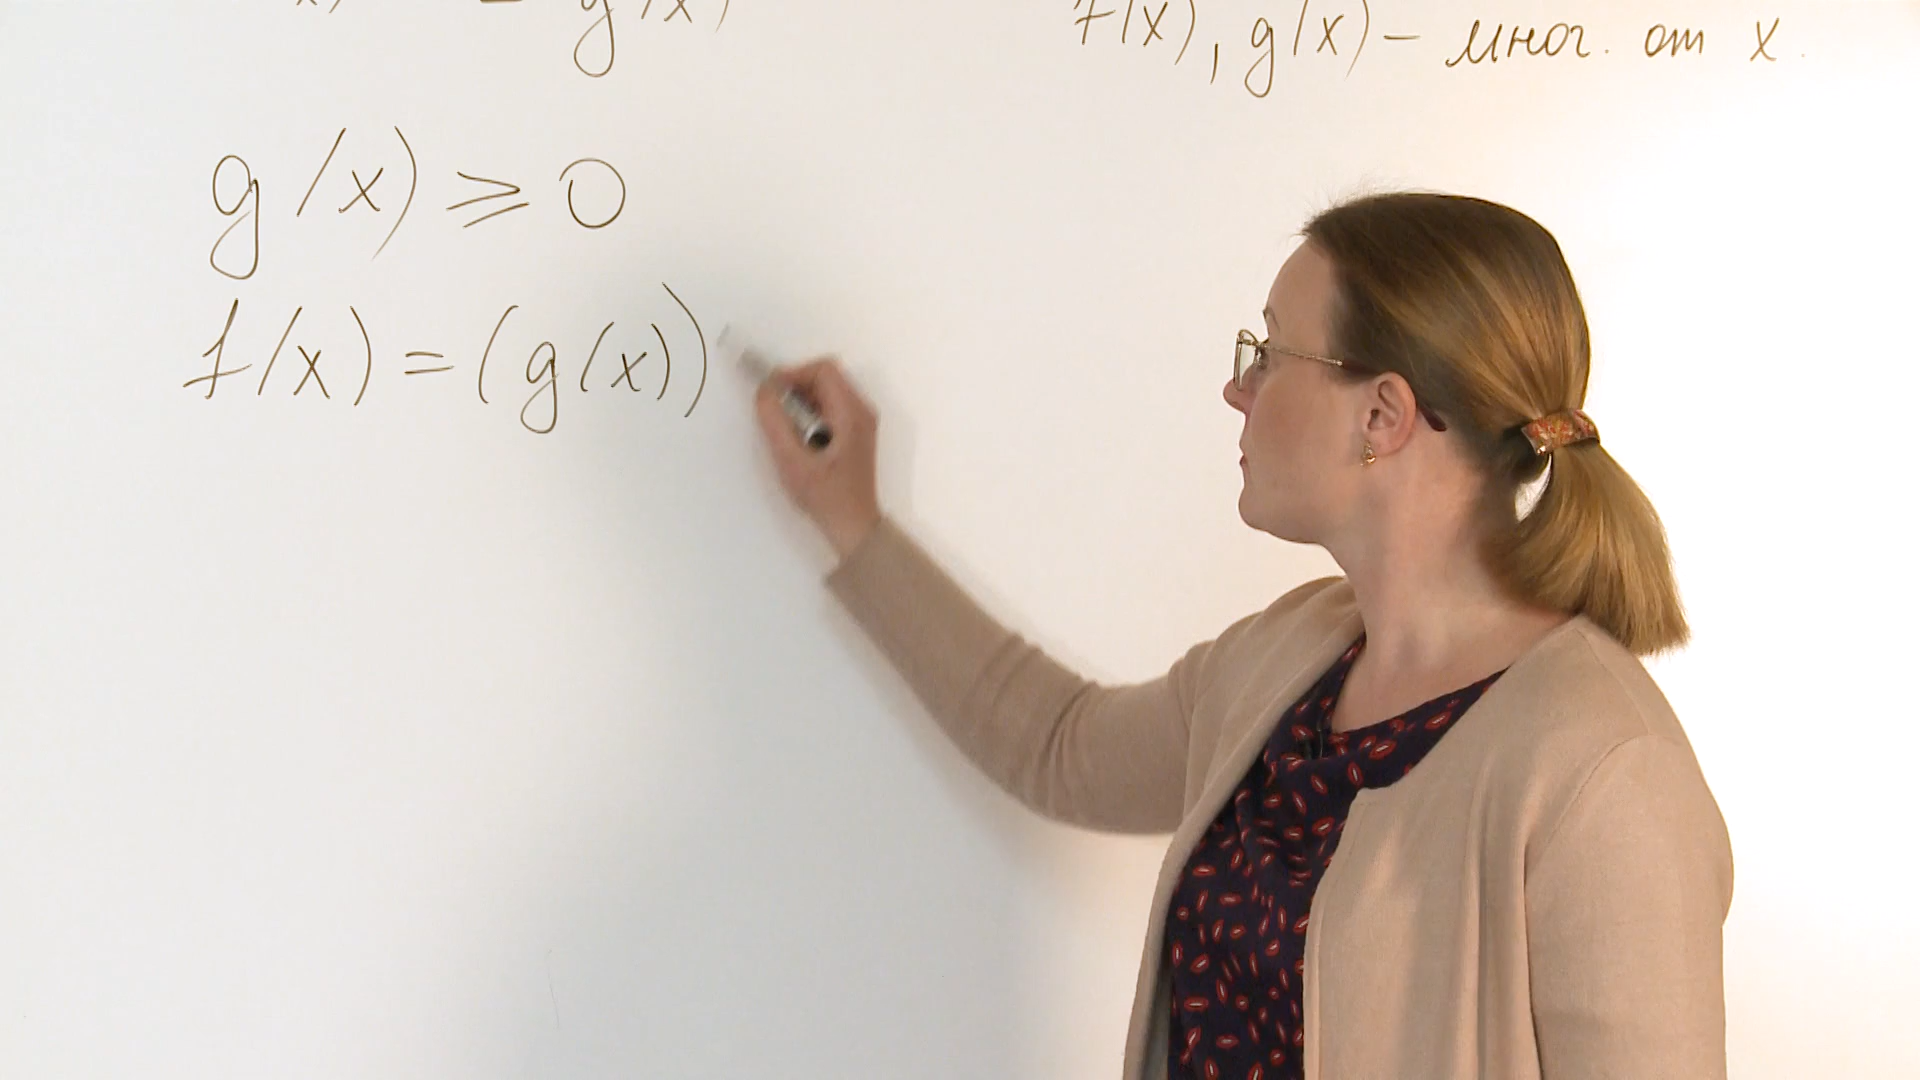 x) = g(x)
f(x), g(x) – мног. от x.
g(x) ⩾ 0
f(x) = (g(x))